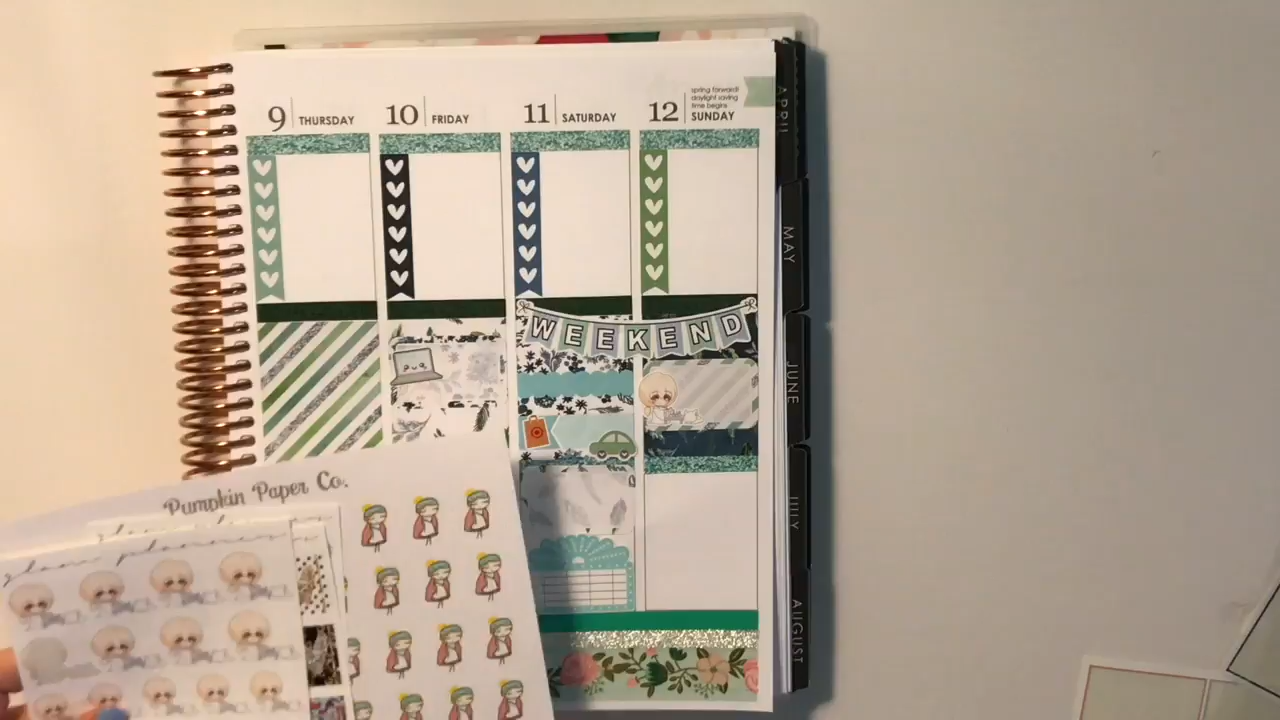 9 THURSDAY
10 FRIDAY
11 SATURDAY
12 SUNDAY
spring forward!
daylight saving
time begins
APRIL
MAY
JUNE
JULY
AUGUST
WEEKEND
Pumpkin Paper Co.
planner